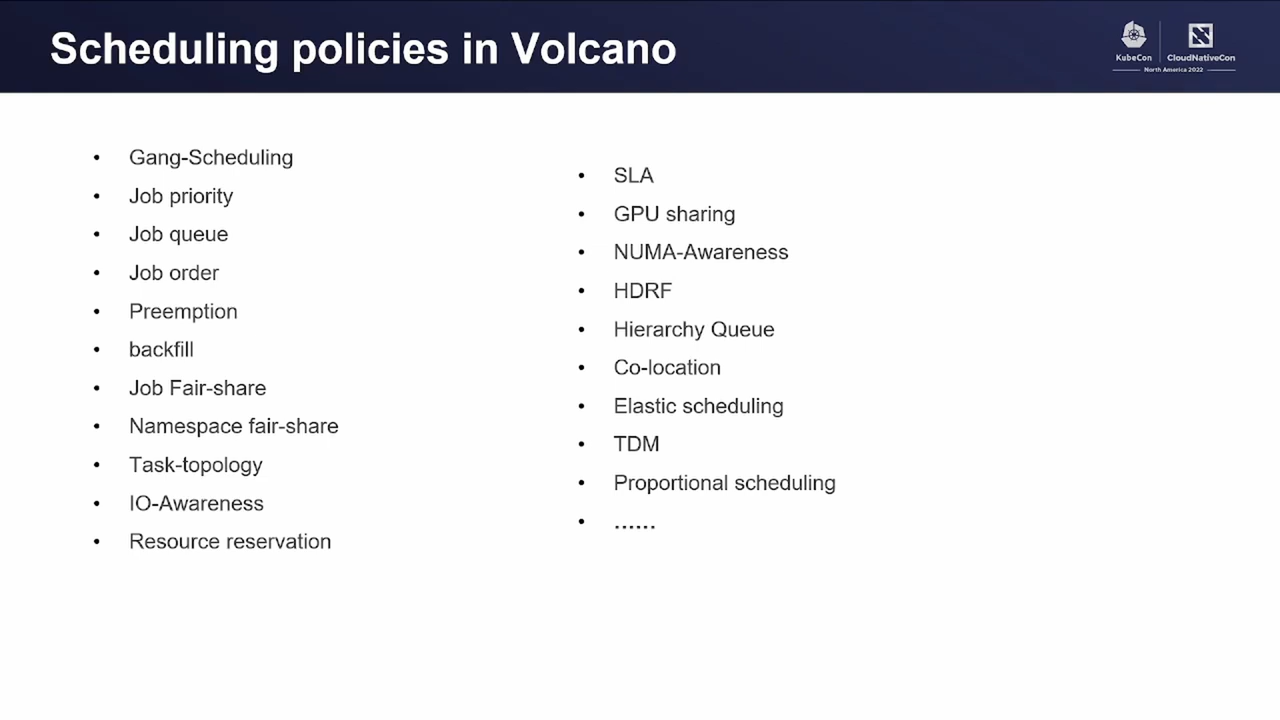 Scheduling policies in Volcano
KubeCon
CloudNativeCon
North America 2022
• Gang-Scheduling
• Job priority
• Job queue
• Job order
• Preemption
• backfill
• Job Fair-share
• Namespace fair-share
• Task-topology
• IO-Awareness
• Resource reservation
• SLA
• GPU sharing
• NUMA-Awareness
• HDRF
• Hierarchy Queue
• Co-location
• Elastic scheduling
• TDM
• Proportional scheduling
• ......